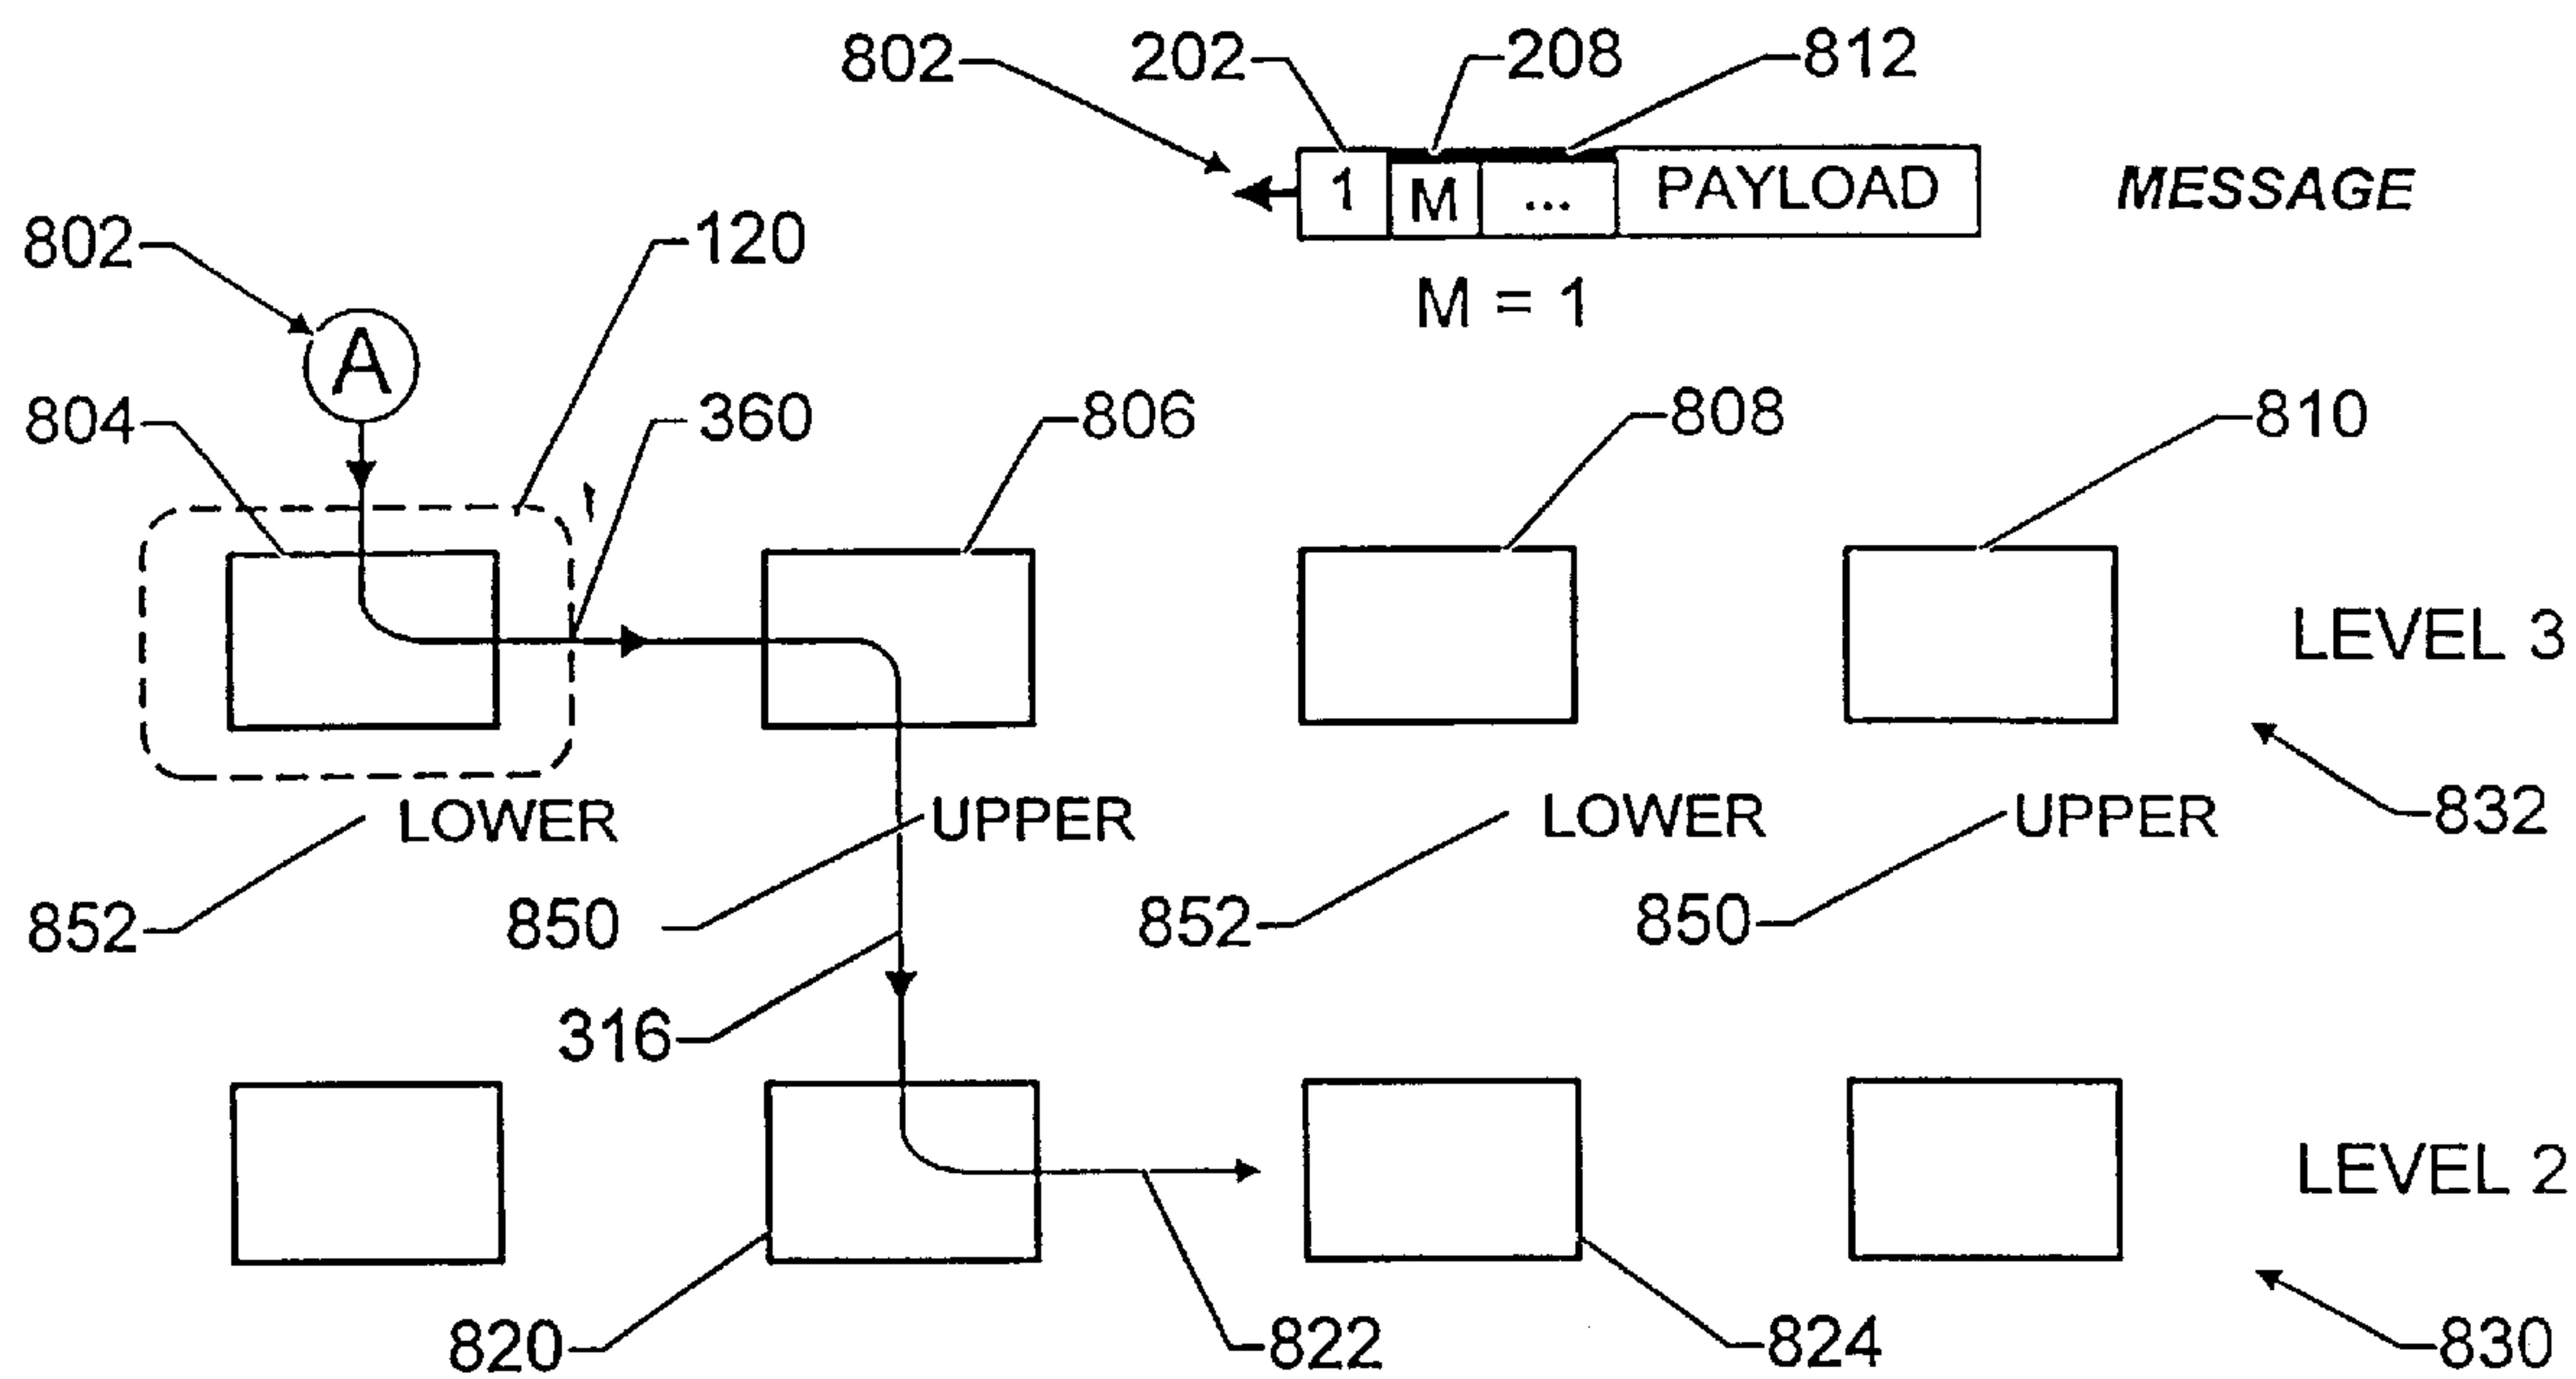 802 202 208 812
1 M ... PAYLOAD MESSAGE
M = 1
802 120
A
804 360 806 808 810
LEVEL 3
LOWER UPPER LOWER UPPER 832
852 850 852 850
316
LEVEL 2
820 822 824 830